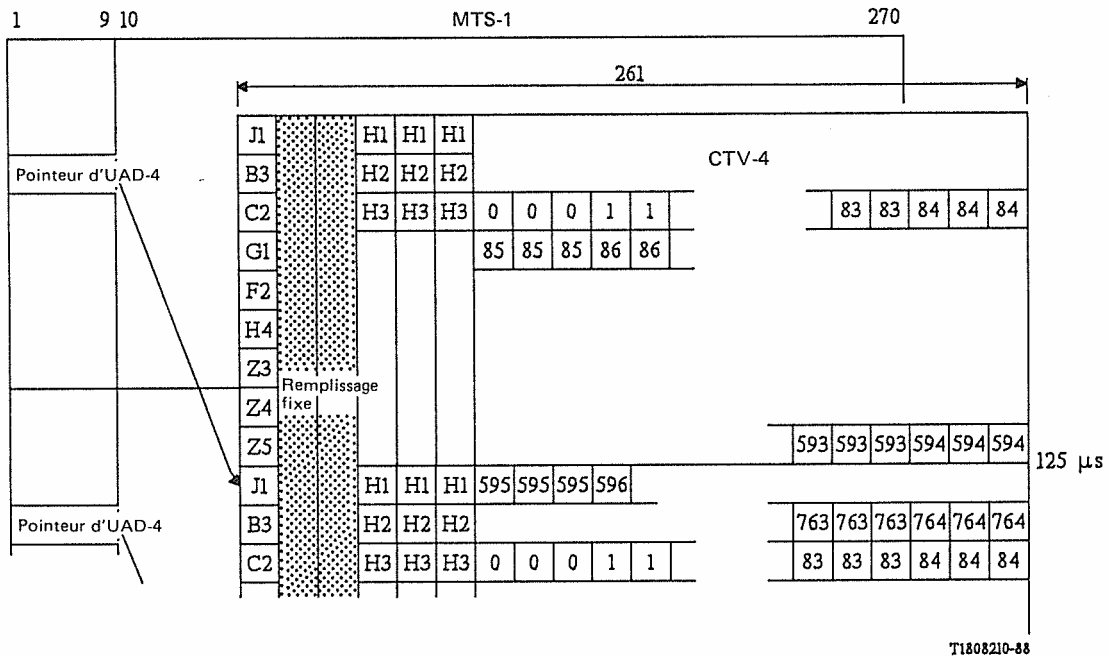 1 9 10 MTS-1 270
261
J1 H1 H1 H1
CTV-4
Pointeur d'UAD-4 B3 H2 H2 H2
C2 H3 H3 H3 0 0 0 1 1 83 83 84 84 84
G1 85 85 85 86 86
F2
H4
Z3
Remplissage
fixe
Z4
Z5 593 593 593 594 594 594
125 μs
J1 H1 H1 H1 595 595 595 596
Pointeur d'UAD-4 B3 H2 H2 H2 763 763 763 764 764 764
C2 H3 H3 H3 0 0 0 1 1 83 83 83 84 84 84
T1808210-88